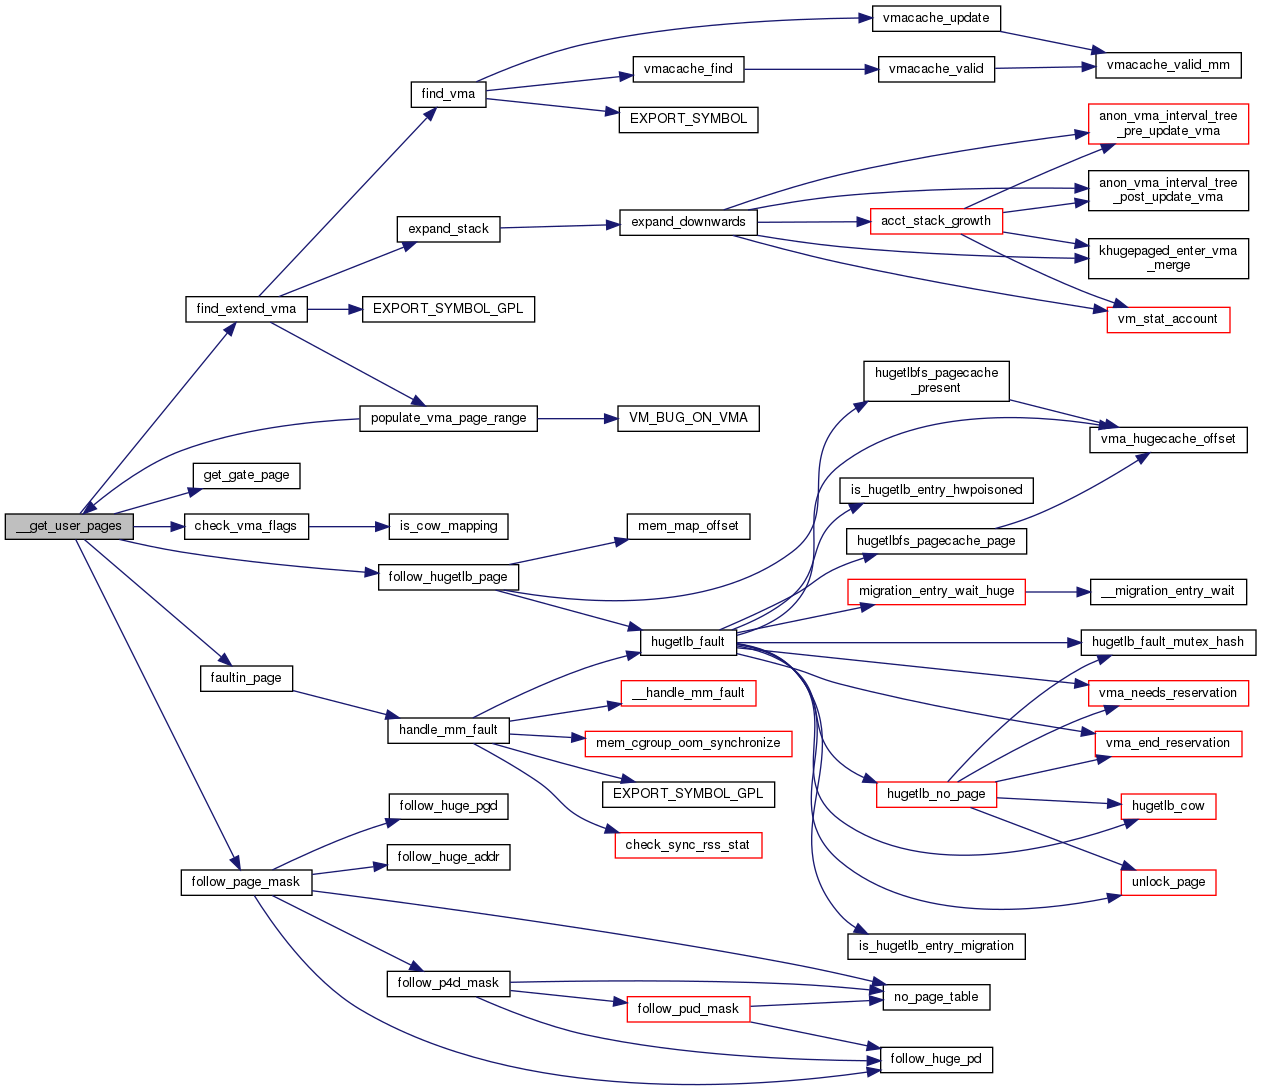 vmacache_update
vmacache_find
vmacache_valid
vmacache_valid_mm
find_vma
EXPORT_SYMBOL
anon_vma_interval_tree
_pre_update_vma
anon_vma_interval_tree
_post_update_vma
expand_stack
expand_downwards
acct_stack_growth
khugepaged_enter_vma
_merge
find_extend_vma
EXPORT_SYMBOL_GPL
vm_stat_account
hugetlbfs_pagecache
_present
populate_vma_page_range
VM_BUG_ON_VMA
vma_hugecache_offset
get_gate_page
is_hugetlb_entry_hwpoisoned
__get_user_pages
check_vma_flags
is_cow_mapping
mem_map_offset
hugetlbfs_pagecache_page
follow_hugetlb_page
migration_entry_wait_huge
__migration_entry_wait
hugetlb_fault
hugetlb_fault_mutex_hash
faultin_page
__handle_mm_fault
vma_needs_reservation
handle_mm_fault
mem_cgroup_oom_synchronize
vma_end_reservation
EXPORT_SYMBOL_GPL
hugetlb_no_page
follow_huge_pgd
hugetlb_cow
check_sync_rss_stat
follow_huge_addr
follow_page_mask
unlock_page
is_hugetlb_entry_migration
follow_p4d_mask
follow_pud_mask
no_page_table
follow_huge_pd